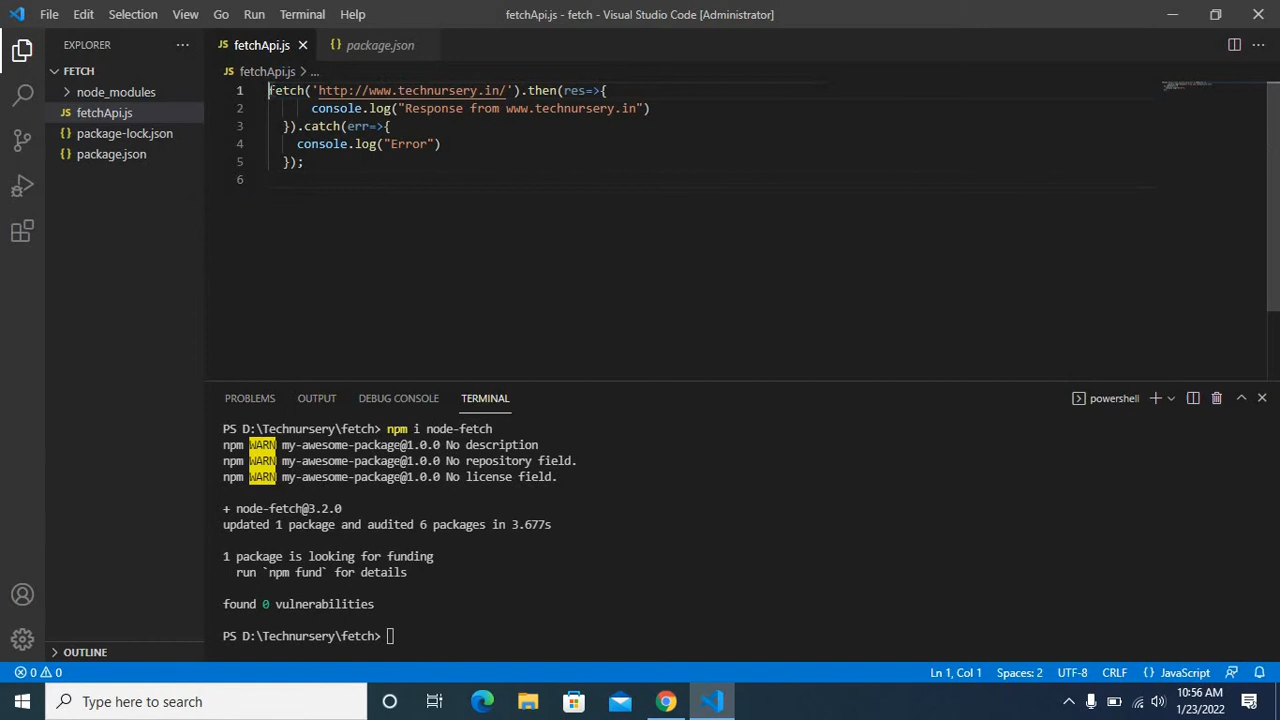 File Edit Selection View Go Run Terminal Help fetchApi.js - fetch - Visual Studio Code [Administrator]
EXPLORER
FETCH
node_modules
JS fetchApi.js
{} package-lock.json
{} package.json
OUTLINE
JS fetchApi.js {} package.json
JS fetchApi.js > ...
1 fetch('http://www.technursery.in/').then(res=>{
2 console.log("Response from www.technursery.in")
3 }).catch(err=>{
4 console.log("Error")
5 });
6
PROBLEMS OUTPUT DEBUG CONSOLE TERMINAL powershell
PS D:\Technursery\fetch> npm i node-fetch
npm WARN my-awesome-package@1.0.0 No description
npm WARN my-awesome-package@1.0.0 No repository field.
npm WARN my-awesome-package@1.0.0 No license field.
+ node-fetch@3.2.0
updated 1 package and audited 6 packages in 3.677s
1 package is looking for funding
run `npm fund` for details
found 0 vulnerabilities
PS D:\Technursery\fetch>
0 0 Ln 1, Col 1 Spaces: 2 UTF-8 CRLF {} JavaScript
Type here to search
10:56 AM
1/23/2022